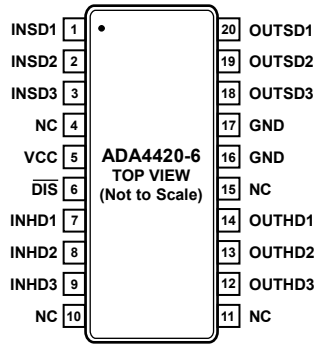 INSD1 1 20 OUTSD1
INSD2 2 19 OUTSD2
INSD3 3 18 OUTSD3
NC 4 17 GND
VCC 5 ADA4420-6 16 GND
TOP VIEW
DIS 6 (Not to Scale) 15 NC
INHD1 7 14 OUTHD1
INHD2 8 13 OUTHD2
INHD3 9 12 OUTHD3
NC 10 11 NC